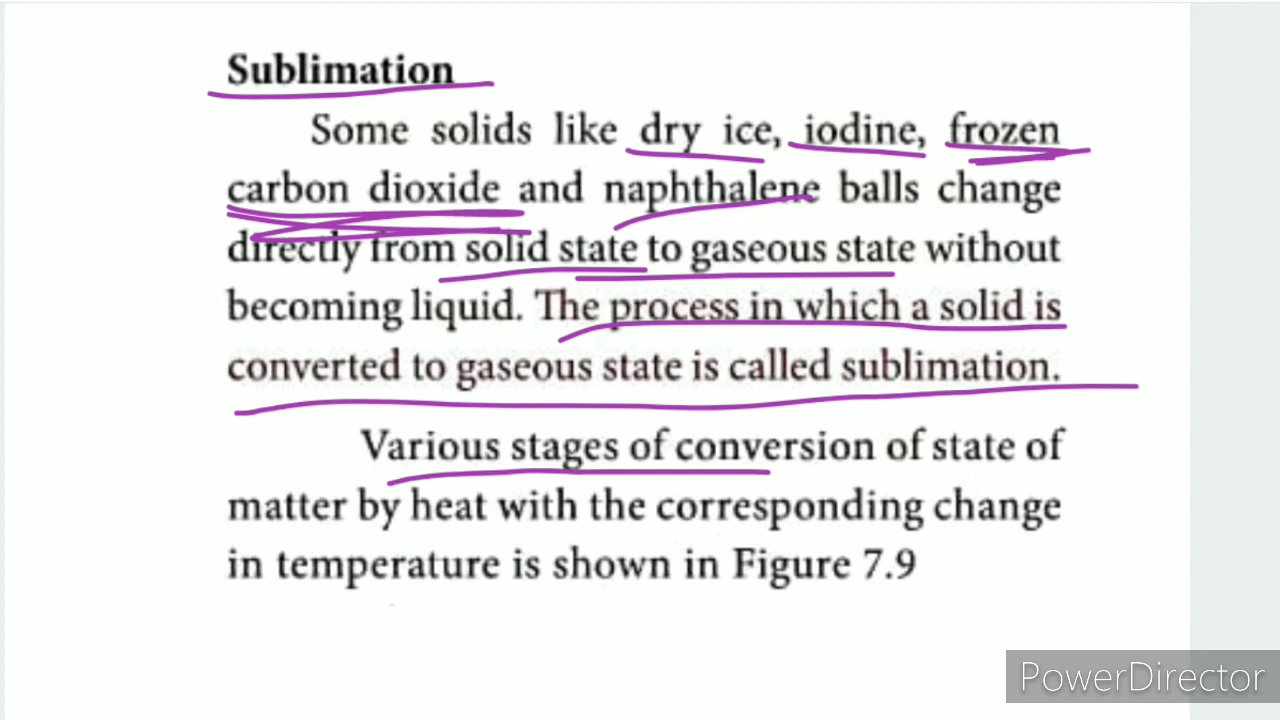 Sublimation
Some solids like dry ice, iodine, frozen
carbon dioxide and naphthalene balls change
directly from solid state to gaseous state without
becoming liquid. The process in which a solid is
converted to gaseous state is called sublimation.
Various stages of conversion of state of
matter by heat with the corresponding change
in temperature is shown in Figure 7.9
PowerDirector